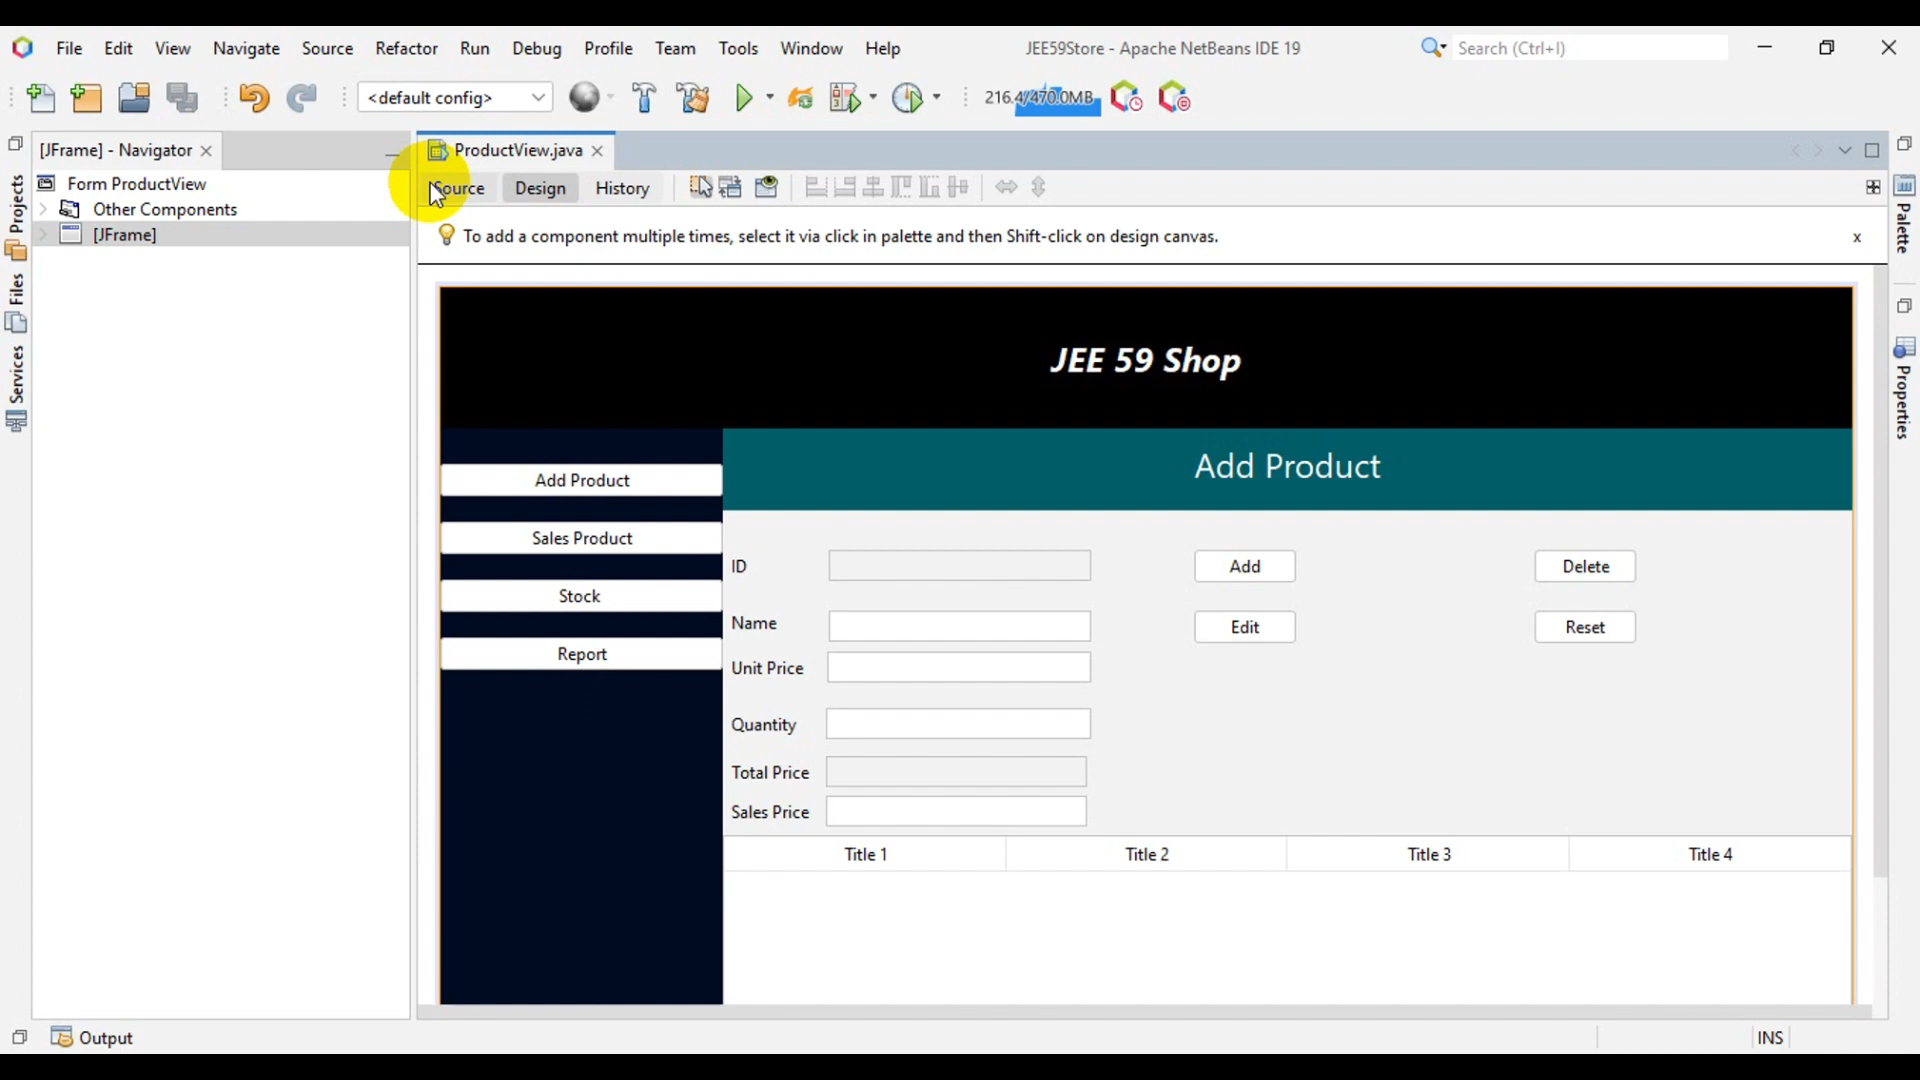 File Edit View Navigate Source Refactor Run Debug Profile Team Tools Window Help
JEE59Store - Apache NetBeans IDE 19
Search (Ctrl+I)
<default config>
216.4/470.0MB
[JFrame] - Navigator
ProductView.java
Form ProductView
Other Components
[JFrame]
Projects
Files
Services
Source Design History
To add a component multiple times, select it via click in palette and then Shift-click on design canvas.
x
Palette
Properties
JEE 59 Shop
Add Product
Add Product
Sales Product
Stock
Report
ID
Add
Delete
Name
Edit
Reset
Unit Price
Quantity
Total Price
Sales Price
Title 1 Title 2 Title 3 Title 4
Output
INS